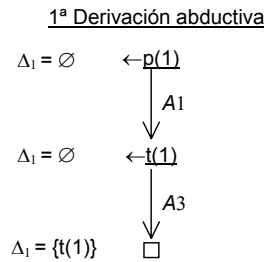 1ª Derivación abductiva
Δ₁ = ∅ ←p(1)
A1
Δ₁ = ∅ ←t(1)
A3
Δ₁ = {t(1)} □